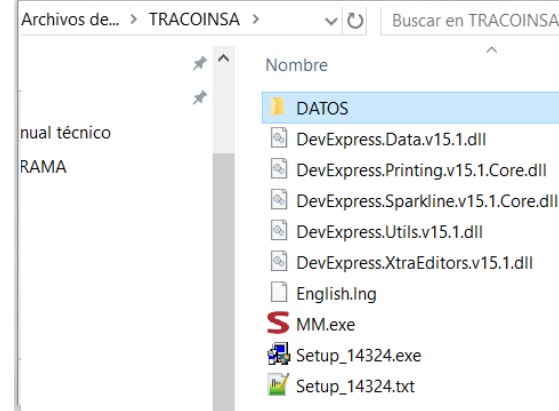 Archivos de... > TRACOINSA >
Buscar en TRACOINSA
Nombre
nual técnico
RAMA
DATOS
DevExpress.Data.v15.1.dll
DevExpress.Printing.v15.1.Core.dll
DevExpress.Sparkline.v15.1.Core.dll
DevExpress.Utils.v15.1.dll
DevExpress.XtraEditors.v15.1.dll
English.lng
MM.exe
Setup_14324.exe
Setup_14324.txt